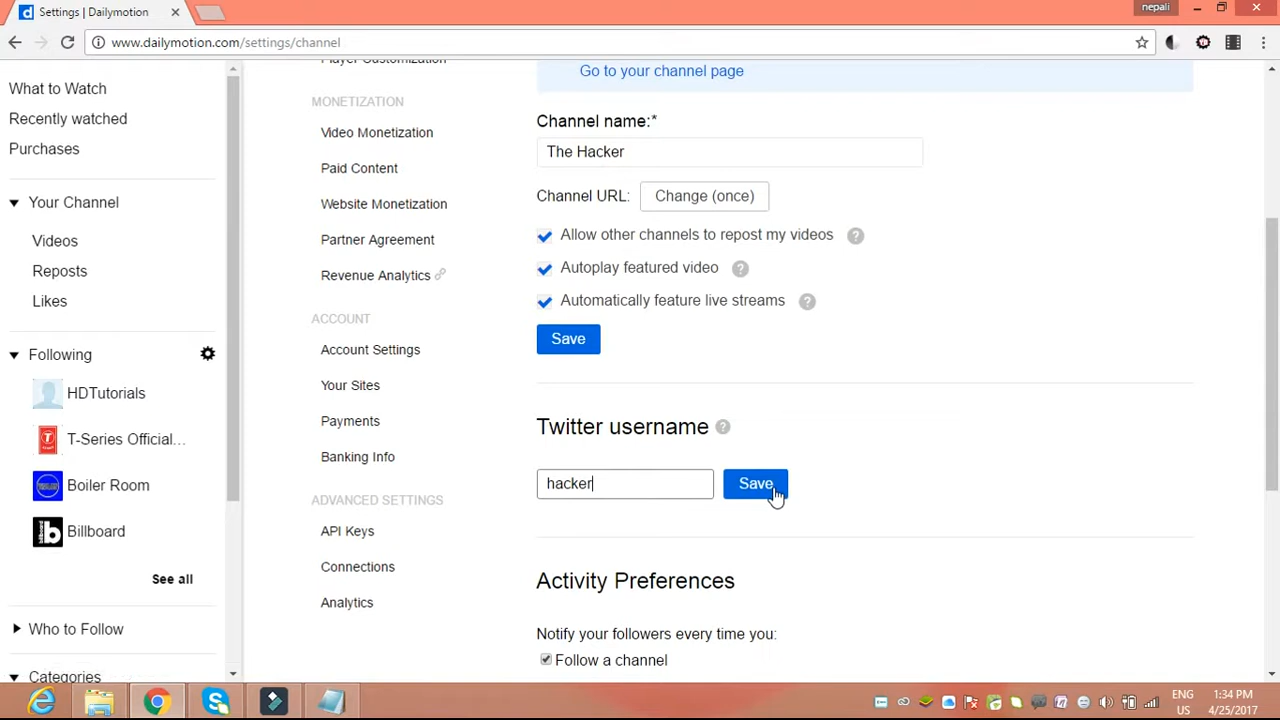 Settings | Dailymotion
nepali
www.dailymotion.com/settings/channel
What to Watch
Recently watched
Purchases
Your Channel
Videos
Reposts
Likes
Following
HDTutorials
T-Series Official...
Boiler Room
Billboard
See all
Who to Follow
Categories
Player Customization
MONETIZATION
Video Monetization
Paid Content
Website Monetization
Partner Agreement
Revenue Analytics
ACCOUNT
Account Settings
Your Sites
Payments
Banking Info
ADVANCED SETTINGS
API Keys
Connections
Analytics
Go to your channel page
Channel name:*
The Hacker
Channel URL: Change (once)
Allow other channels to repost my videos ?
Autoplay featured video ?
Automatically feature live streams ?
Save
Twitter username ?
hacker Save
Activity Preferences
Notify your followers every time you:
Follow a channel
ENG 1:34 PM
US 4/25/2017